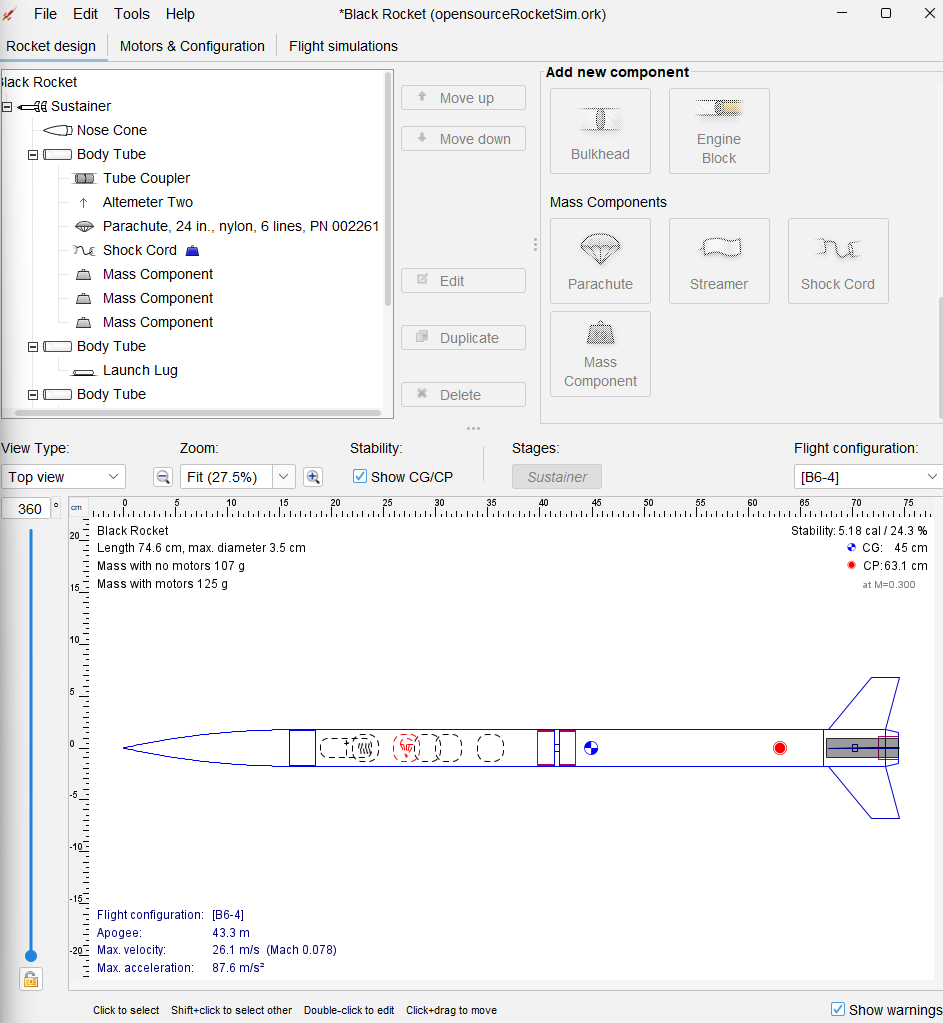 File Edit Tools Help *Black Rocket (opensourceRocketSim.ork)
Rocket design Motors & Configuration Flight simulations
Black Rocket
Sustainer
Nose Cone
Body Tube
Tube Coupler
Altemeter Two
Parachute, 24 in., nylon, 6 lines, PN 002261
Shock Cord
Mass Component
Mass Component
Mass Component
Body Tube
Launch Lug
Body Tube
Move up
Move down
Edit
Duplicate
Delete
Add new component
Bulkhead
Engine
Block
Mass Components
Parachute
Streamer
Shock Cord
Mass
Component
View Type: Zoom: Stability: Stages: Flight configuration:
Top view Fit (27.5%) Show CG/CP Sustainer [B6-4]
360 °
cm 0 5 10 15 20 25 30 35 40 45 50 55 60 65 70 75
20
15
10
5
0
-5
-10
-15
-20
Black Rocket
Length 74.6 cm, max. diameter 3.5 cm
Mass with no motors 107 g
Mass with motors 125 g
Stability: 5.18 cal / 24.3 %
CG: 45 cm
CP: 63.1 cm
at M=0.300
Flight configuration: [B6-4]
Apogee: 43.3 m
Max. velocity: 26.1 m/s (Mach 0.078)
Max. acceleration: 87.6 m/s²
Click to select Shift+click to select other Double-click to edit Click+drag to move Show warnings